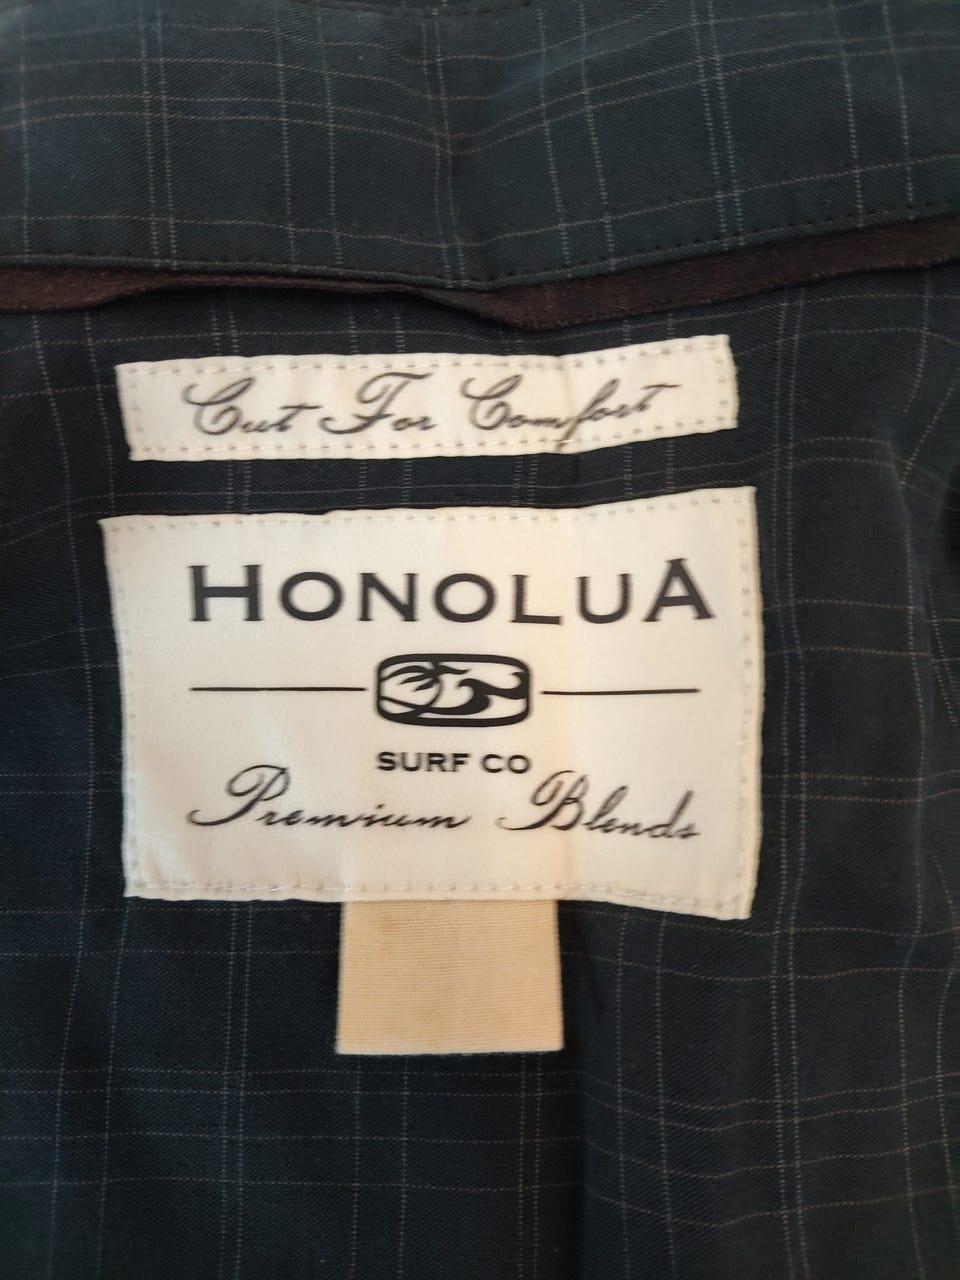 Cut For Comfort
HONOLUA
SURF CO
Premium Blends